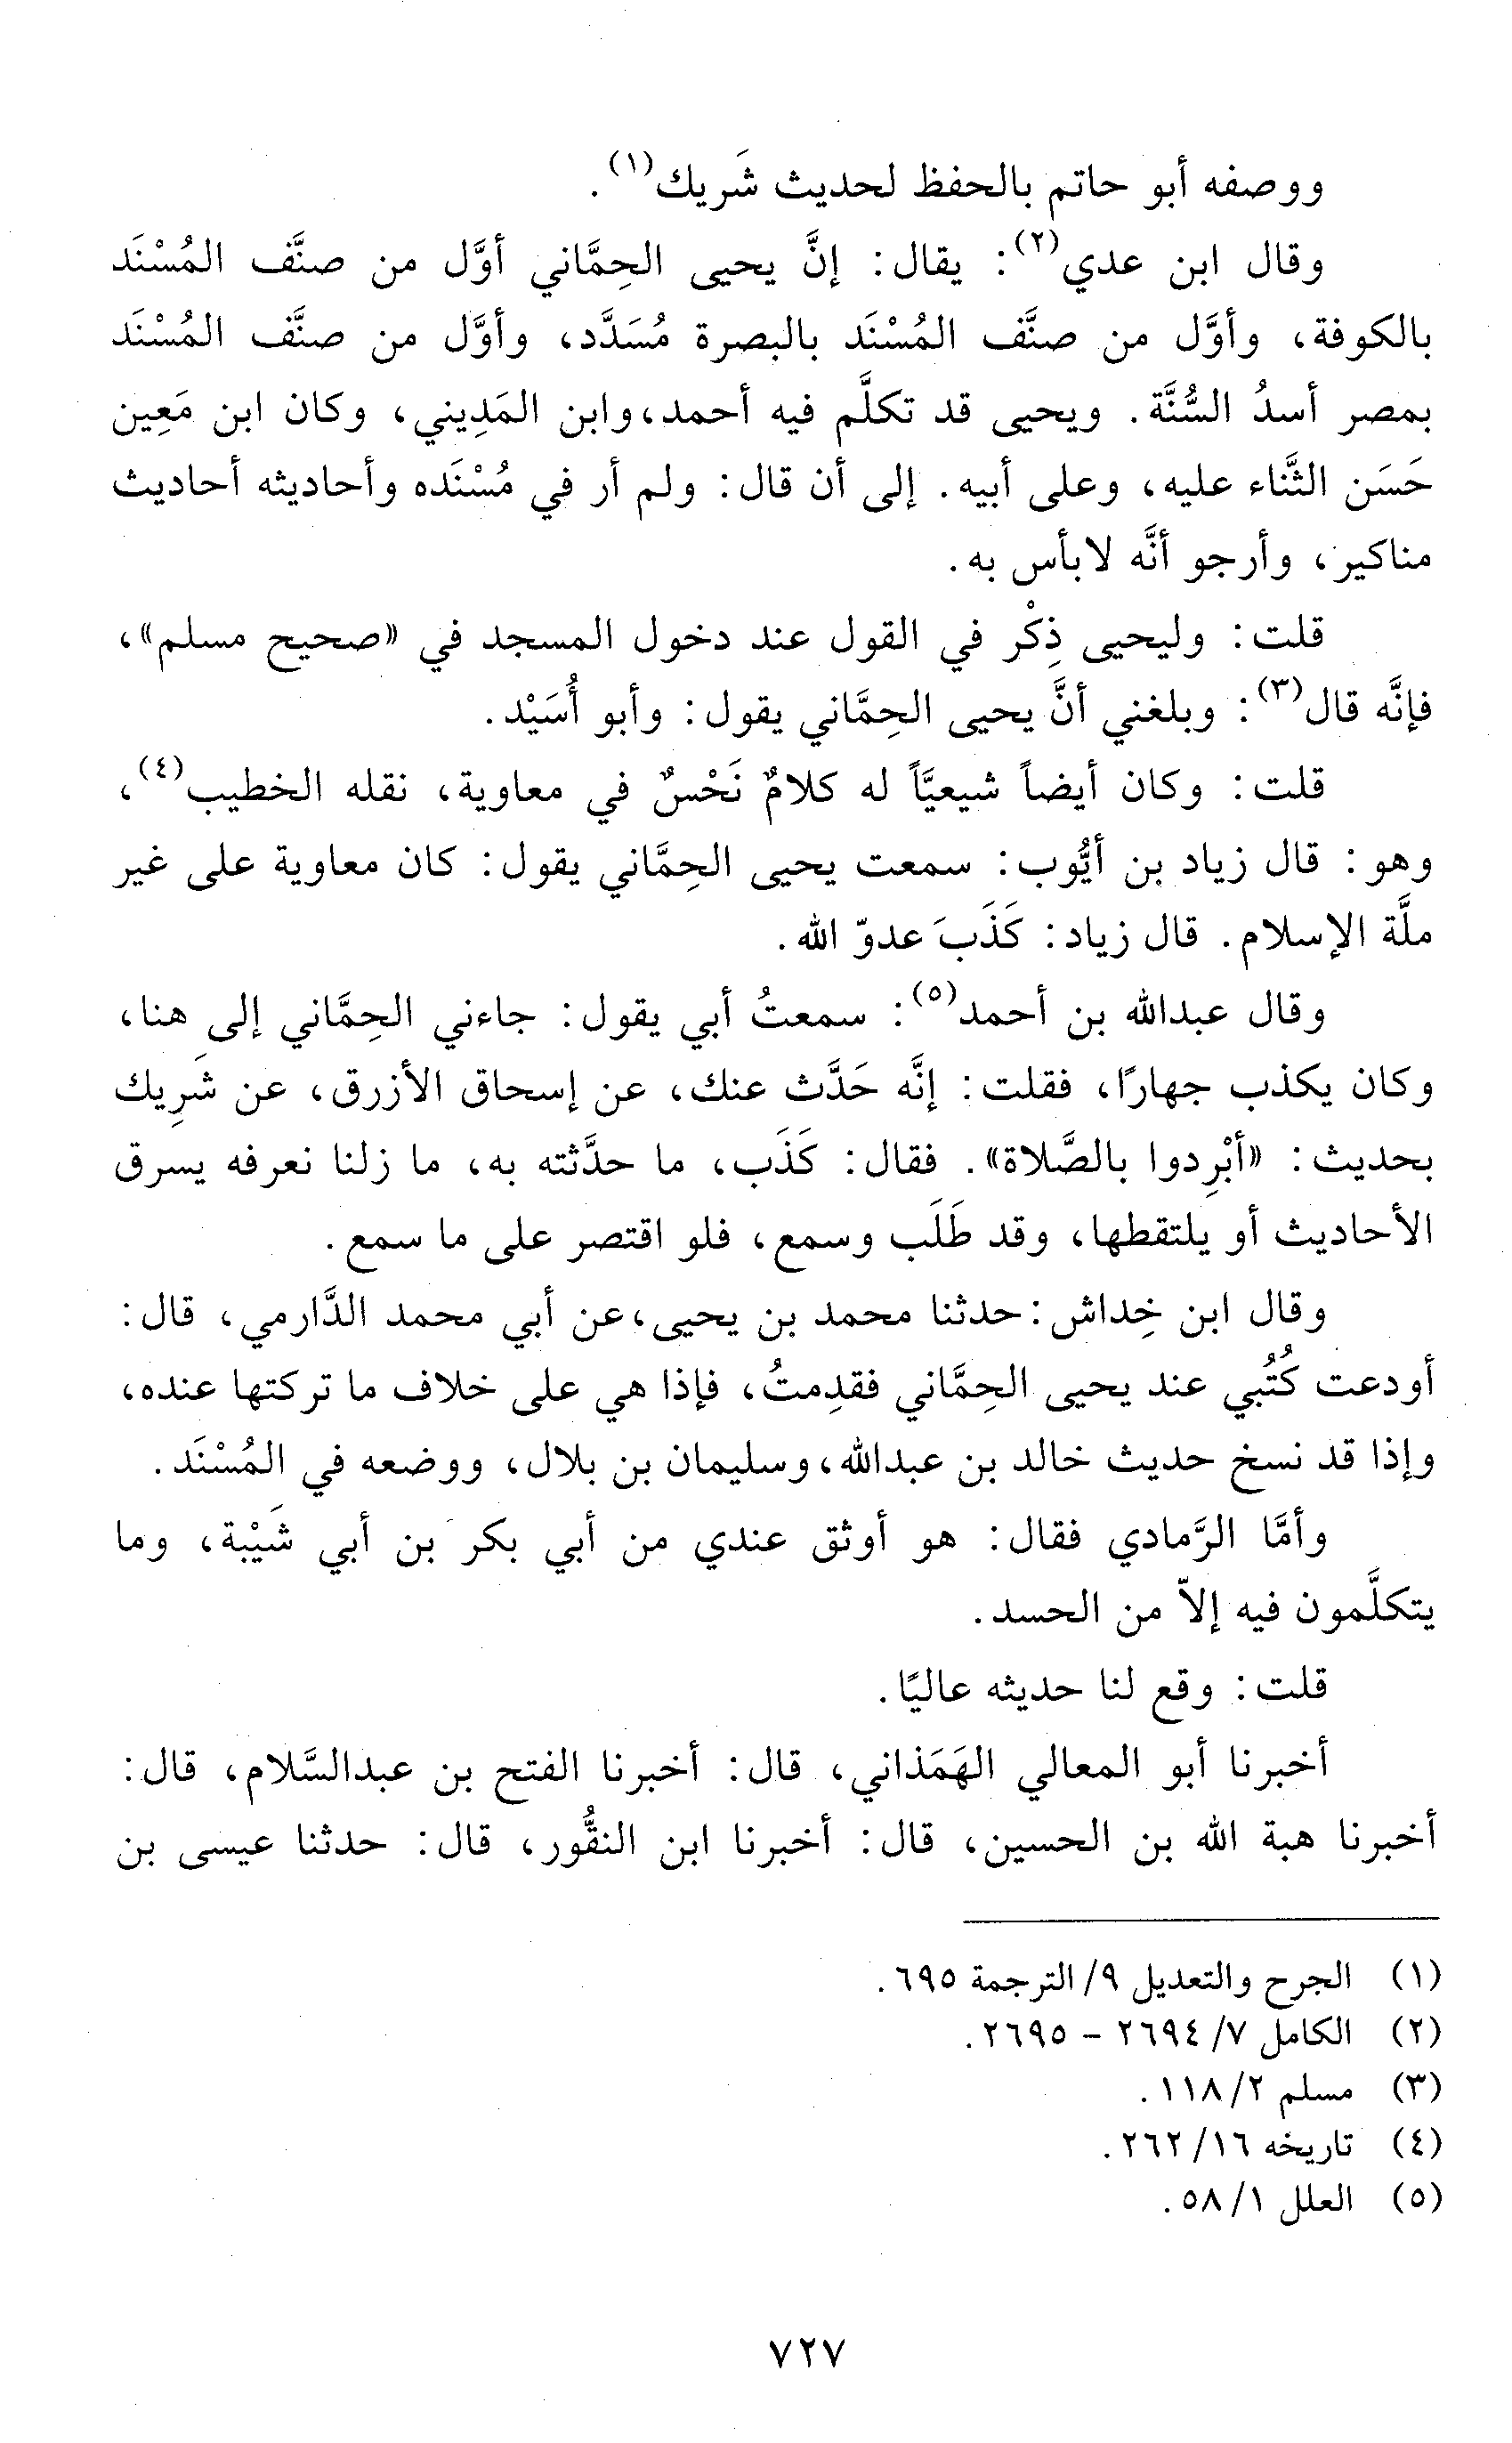 ووصفه أبو حاتم بالحفظ لحديث شَريك(١).
وقال ابن عدي(٢): يقال: إنَّ يحيى الحِمَّاني أوَّل من صنَّف المُسْنَد
بالكوفة، وأوَّل من صنَّف المُسْنَد بالبصرة مُسَدَّد، وأوَّل من صنَّف المُسْنَد
بمصر أسدُ السُّنَّة. ويحيى قد تكلَّم فيه أحمد، وابن المَدِيني، وكان ابن مَعِين
حَسَن الثَّناء عليه، وعلى أبيه. إلى أن قال: ولم أر في مُسْنَده وأحاديثه أحاديث
مناكير، وأرجو أنَّه لابأس به.
قلت: وليحيى ذِكْر في القول عند دخول المسجد في «صحيح مسلم»،
فإنَّه قال(٣): وبلغني أنَّ يحيى الحِمَّاني يقول: وأبو أُسَيْد.
قلت: وكان أيضاً شيعيَّاً له كلامٌ نَحْسٌ في معاوية، نقله الخطيب(٤)،
وهو: قال زياد بن أيُّوب: سمعت يحيى الحِمَّاني يقول: كان معاوية على غير
ملَّة الإسلام. قال زياد: كَذَبَ عدوّ الله.
وقال عبدالله بن أحمد(٥): سمعتُ أبي يقول: جاءني الحِمَّاني إلى هنا،
وكان يكذب جهارًا، فقلت: إنَّه حَدَّث عنك، عن إسحاق الأزرق، عن شَرِيك
بحديث: «أبْرِدوا بالصَّلاة». فقال: كَذَب، ما حدَّثته به، ما زلنا نعرفه يسرق
الأحاديث أو يلتقطها، وقد طَلَب وسمع، فلو اقتصر على ما سمع.
وقال ابن خِداش: حدثنا محمد بن يحيى، عن أبي محمد الدَّارمي، قال:
أودعت كُتُبي عند يحيى الحِمَّاني فقدِمتُ، فإذا هي على خلاف ما تركتها عنده،
وإذا قد نسخ حديث خالد بن عبدالله، وسليمان بن بلال، ووضعه في المُسْنَد.
وأمَّا الرَّمادي فقال: هو أوثق عندي من أبي بكر بن أبي شَيْبة، وما
يتكلَّمون فيه إلاّ من الحسد.
قلت: وقع لنا حديثه عاليًا.
أخبرنا أبو المعالي الهَمَذاني، قال: أخبرنا الفتح بن عبدالسَّلام، قال:
أخبرنا هبة الله بن الحسين، قال: أخبرنا ابن النقُّور، قال: حدثنا عيسى بن
(١) الجرح والتعديل ٩/ الترجمة ٦٩٥.
(٢) الكامل ٧/ ٢٦٩٤ - ٢٦٩٥.
(٣) مسلم ٢/ ١١٨.
(٤) تاريخه ١٦/ ٢٦٢.
(٥) العلل ١/ ٥٨.
٧٢٧